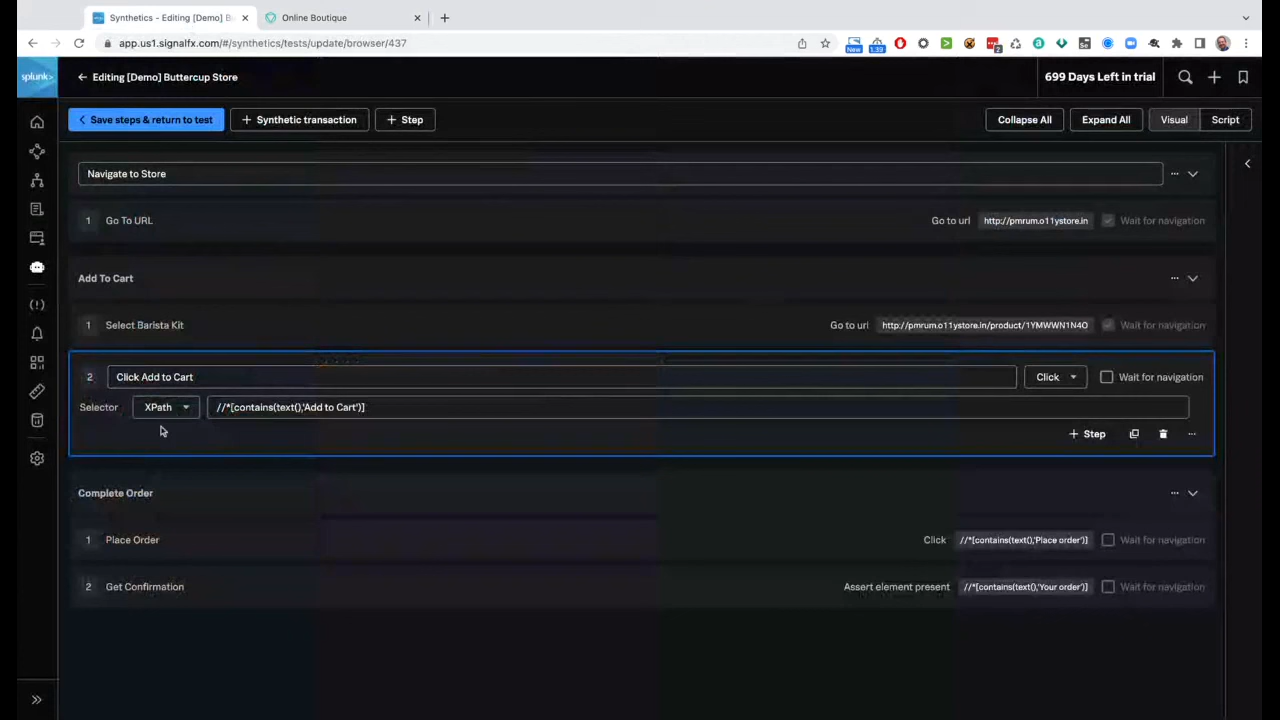 Synthetics - Editing [Demo] B
Online Boutique
app.us1.signalfx.com/#/synthetics/tests/update/browser/437
New
1.39
2
splunk>
Editing [Demo] Buttercup Store
699 Days Left in trial
Save steps & return to test
Synthetic transaction
Step
Collapse All
Expand All
Visual
Script
Navigate to Store
1 Go To URL Go to url http://pmrum.o11ystore.in Wait for navigation
Add To Cart
1 Select Barista Kit Go to url http://pmrum.o11ystore.in/product/1YMWWN1N4O Wait for navigation
2 Click Add to Cart Click Wait for navigation
Selector XPath //*[contains(text(),'Add to Cart')]
Step
Complete Order
1 Place Order Click //*[contains(text(),'Place order')] Wait for navigation
2 Get Confirmation Assert element present //*[contains(text(),'Your order')] Wait for navigation